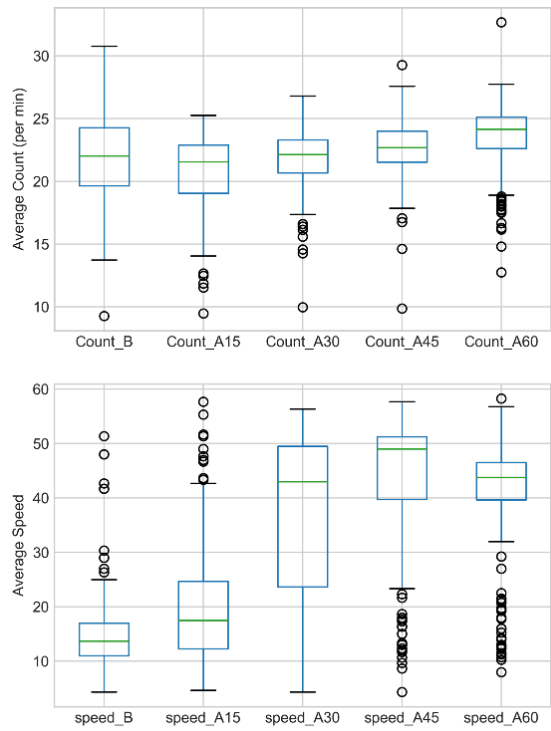 Average Count (per min)
30
25
20
15
10
Count_B Count_A15 Count_A30 Count_A45 Count_A60
Average Speed
60
50
40
30
20
10
speed_B speed_A15 speed_A30 speed_A45 speed_A60